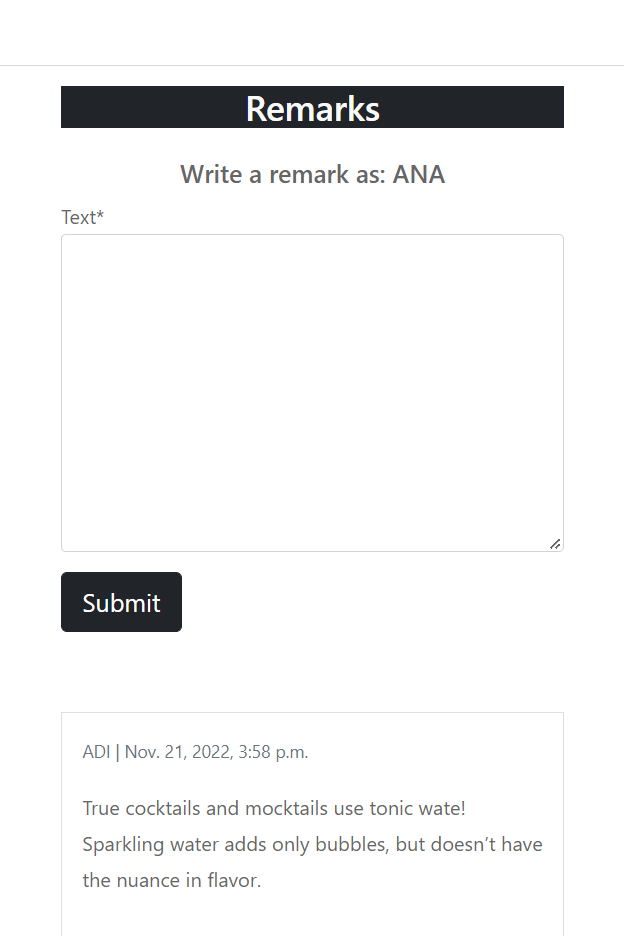 Remarks
Write a remark as: ANA
Text*
Submit
ADI | Nov. 21, 2022, 3:58 p.m.
True cocktails and mocktails use tonic wate!
Sparkling water adds only bubbles, but doesn’t have
the nuance in flavor.